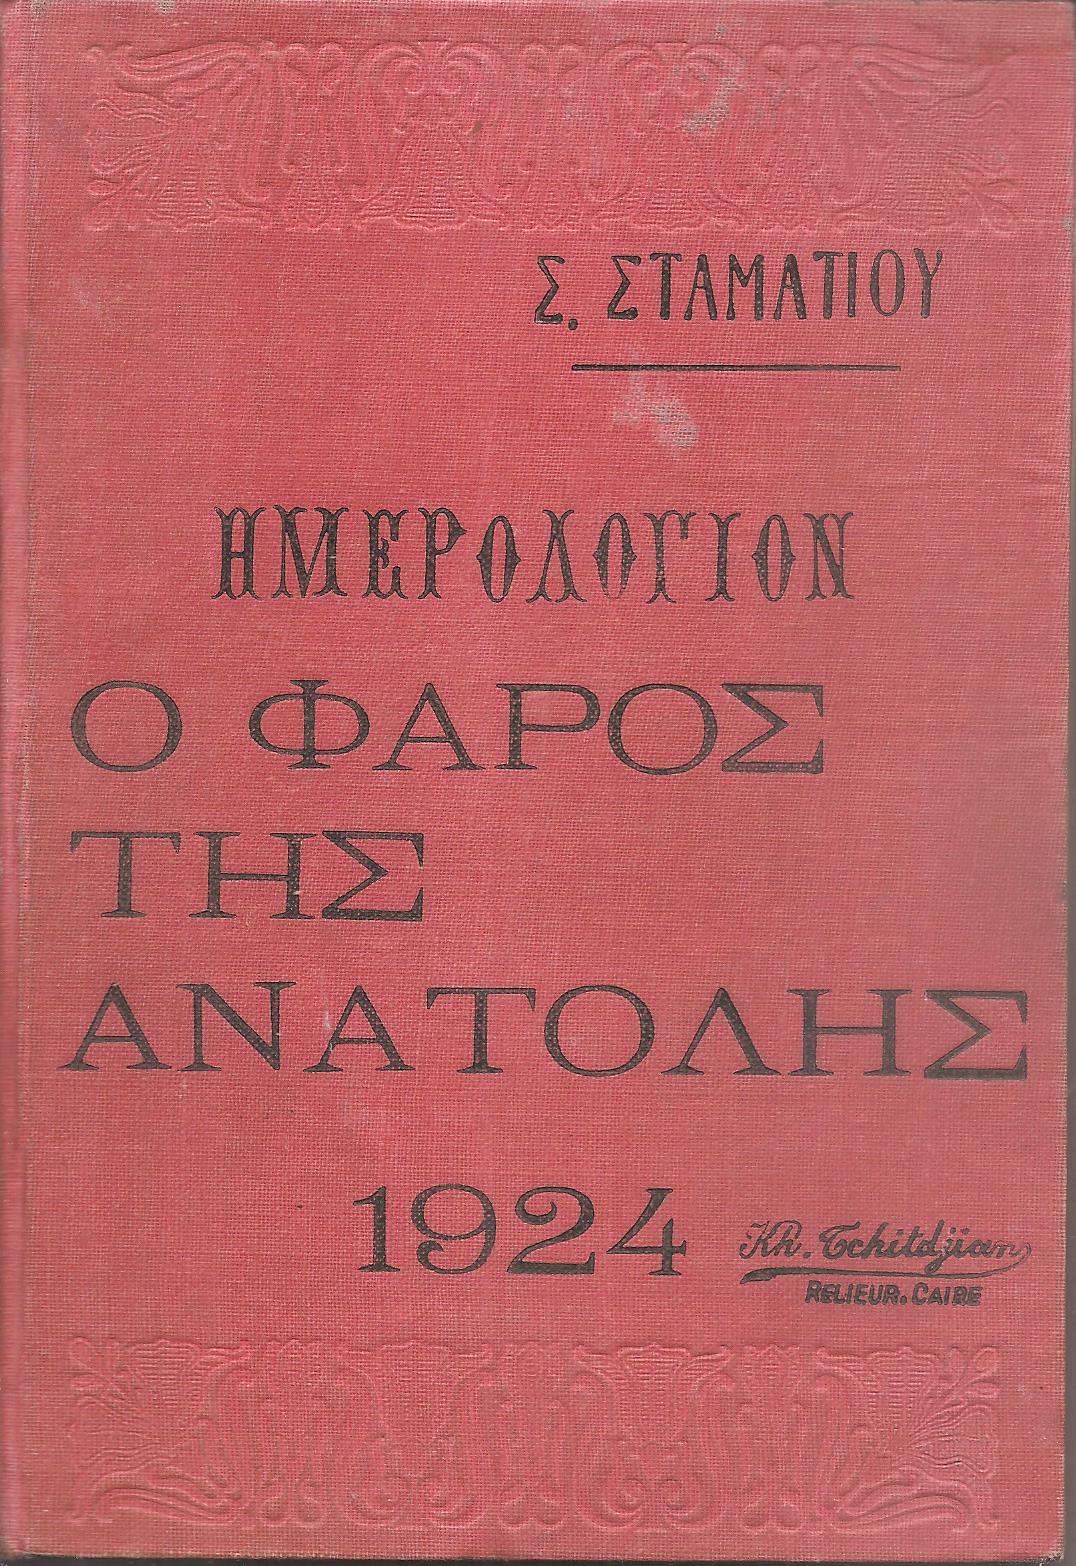 Σ. ΣΤΑΜΑΤΙΟΥ
ΗΜΕΡΟΛΟΓΙΟΝ
Ο ΦΑΡΟΣ
ΤΗΣ
ΑΝΑΤΟΛΗΣ
1924
Kh. Tchitdjian
RELIEUR. CAIRE